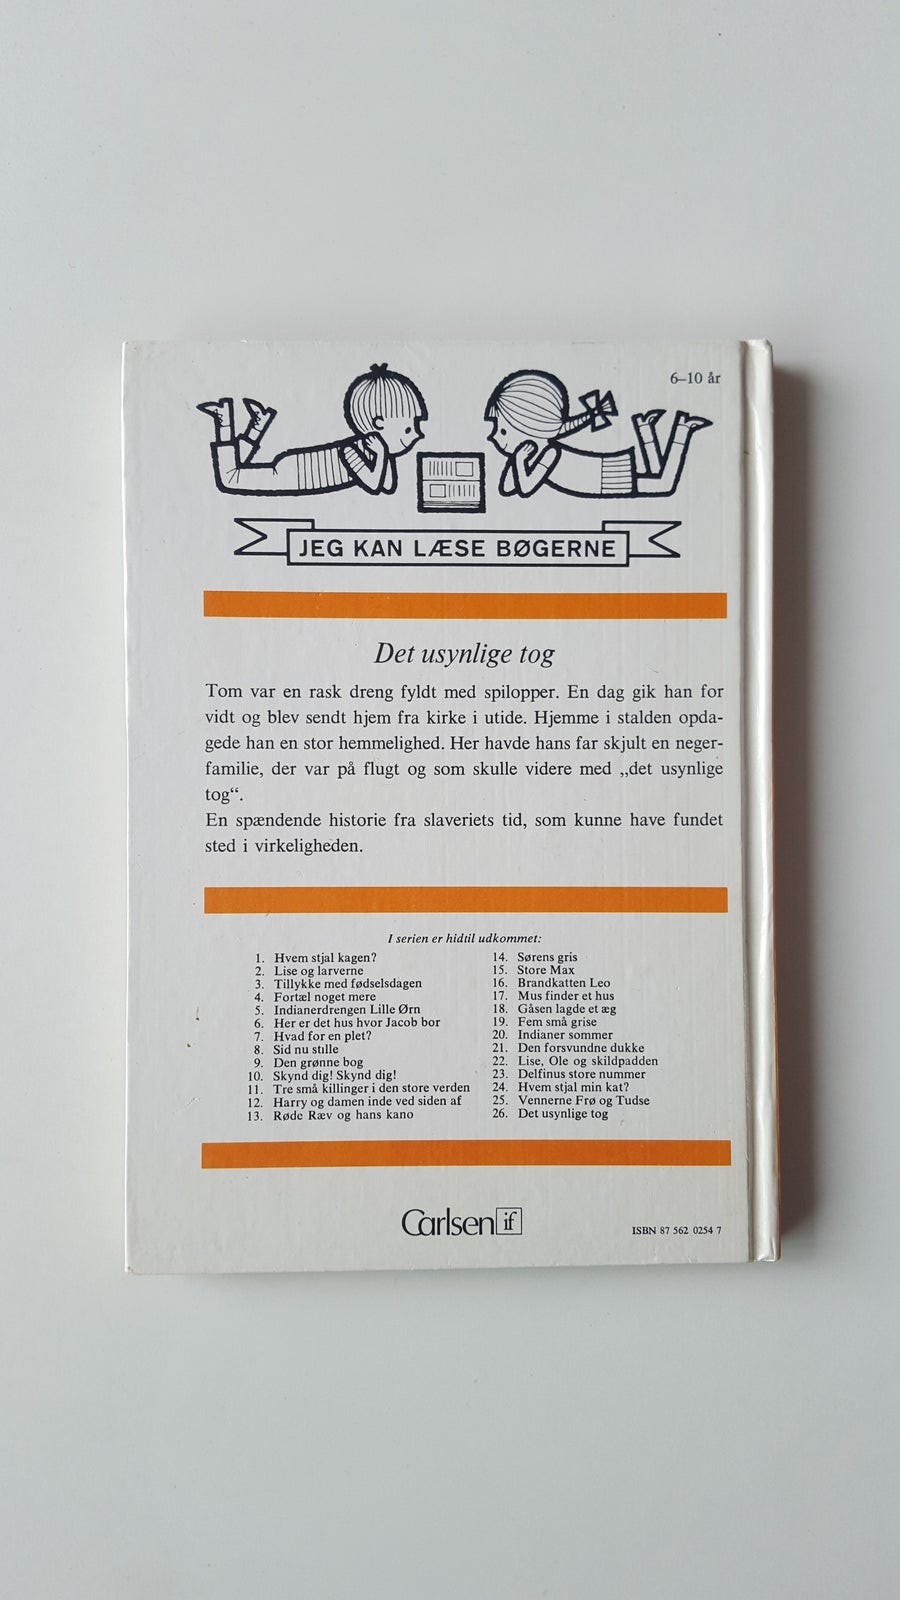 6–10 år
JEG KAN LÆSE BØGERNE
Det usynlige tog
Tom var en rask dreng fyldt med spilopper. En dag gik han for
vidt og blev sendt hjem fra kirke i utide. Hjemme i stalden opda-
gede han en stor hemmelighed. Her havde hans far skjult en neger-
familie, der var på flugt og som skulle videre med „det usynlige
tog“.
En spændende historie fra slaveriets tid, som kunne have fundet
sted i virkeligheden.
I serien er hidtil udkommet:
1. Hvem stjal kagen?
2. Lise og larverne
3. Tillykke med fødselsdagen
4. Fortæl noget mere
5. Indianerdrengen Lille Ørn
6. Her er det hus hvor Jacob bor
7. Hvad for en plet?
8. Sid nu stille
9. Den grønne bog
10. Skynd dig! Skynd dig!
11. Tre små killinger i den store verden
12. Harry og damen inde ved siden af
13. Røde Ræv og hans kano
14. Sørens gris
15. Store Max
16. Brandkatten Leo
17. Mus finder et hus
18. Gåsen lagde et æg
19. Fem små grise
20. Indianer sommer
21. Den forsvundne dukke
22. Lise, Ole og skildpadden
23. Delfinus store nummer
24. Hvem stjal min kat?
25. Vennerne Frø og Tudse
26. Det usynlige tog
Carlsen if
ISBN 87 562 0254 7